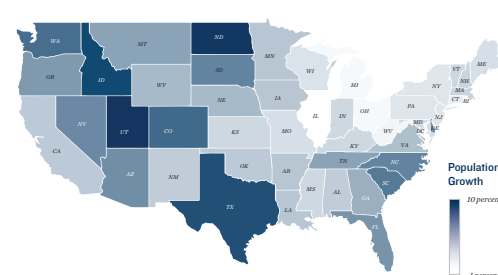 WA
MT
ND
MN
ME
VT
NH
OR
ID
SD
WI
MI
NY
MA
CT
RI
WY
IA
PA
NJ
NE
OH
MD
DE
NV
UT
CO
IL
IN
WV
DC
KS
MO
KY
VA
CA
TN
NC
AZ
NM
OK
AR
SC
MS
AL
GA
TX
LA
FL
Population
Growth
10 percent